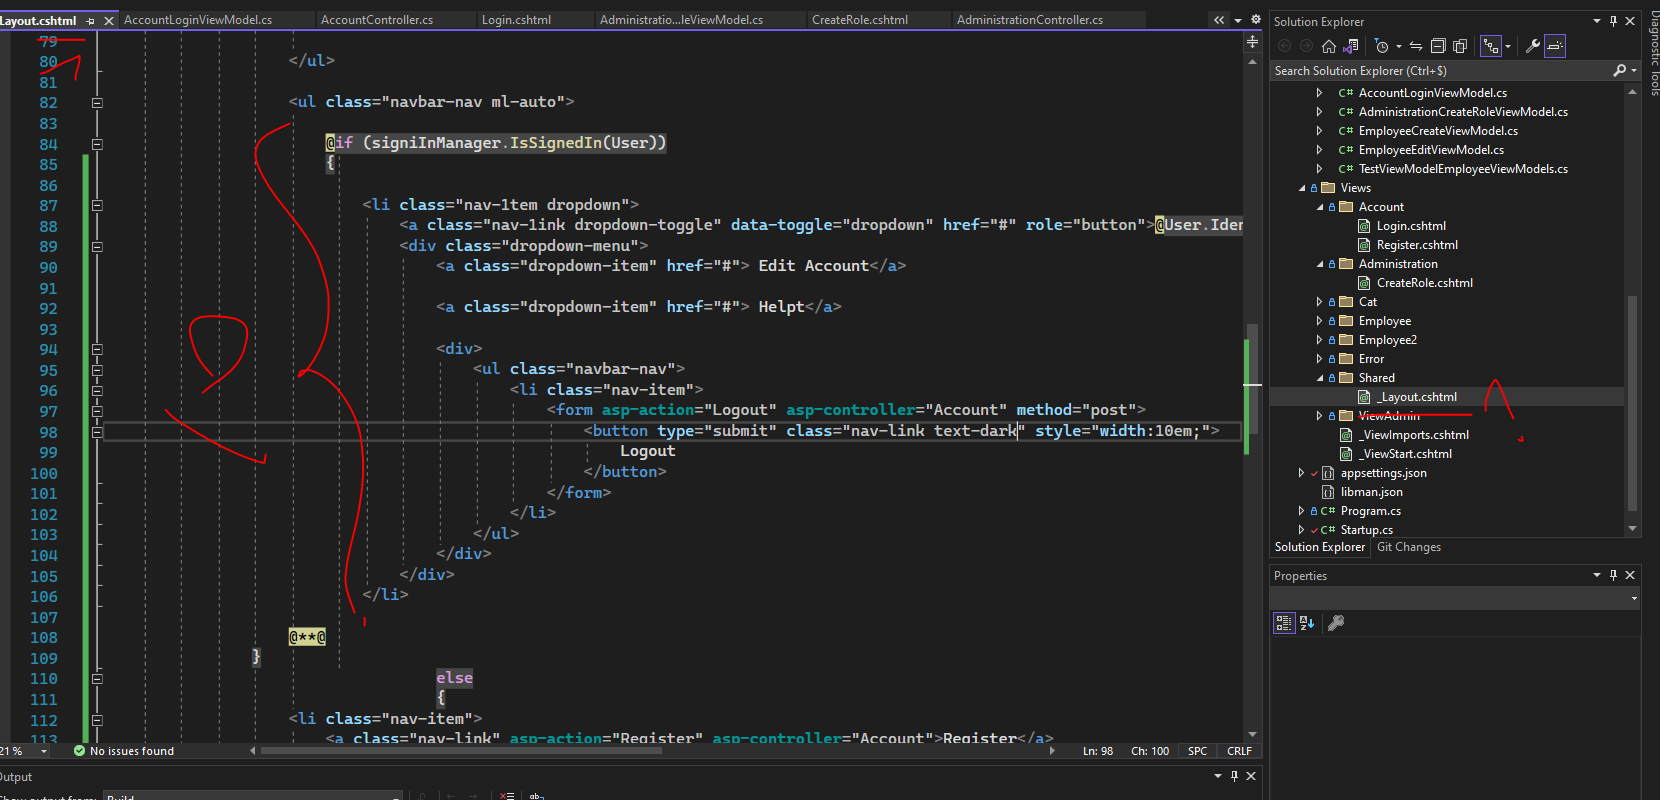 Layout.cshtml
AccountLoginViewModel.cs
AccountController.cs
Login.cshtml
Administratio...leViewModel.cs
CreateRole.cshtml
AdministrationController.cs
79
80 </ul>
81
82 <ul class="navbar-nav ml-auto">
83
84 @if (signiInManager.IsSignedIn(User))
85 {
86
87 <li class="nav-1tem dropdown">
88 <a class="nav-link dropdown-toggle" data-toggle="dropdown" href="#" role="button">@User.Iden
89 <div class="dropdown-menu">
90 <a class="dropdown-item" href="#"> Edit Account</a>
91
92 <a class="dropdown-item" href="#"> Helpt</a>
93
94 <div>
95 <ul class="navbar-nav">
96 <li class="nav-item">
97 <form asp-action="Logout" asp-controller="Account" method="post">
98 <button type="submit" class="nav-link text-dark" style="width:10em;">
99 Logout
100 </button>
101 </form>
102 </li>
103 </ul>
104 </div>
105 </div>
106 </li>
107
108 @**@
109 }
110 else
111 {
112 <li class="nav-item">
113 <a class="nav-link" asp-action="Register" asp-controller="Account">Register</a>
21 %
No issues found
Ln: 98 Ch: 100 SPC CRLF
Output
Show output from: Build
Solution Explorer
Search Solution Explorer (Ctrl+$)
C# AccountLoginViewModel.cs
C# AdministrationCreateRoleViewModel.cs
C# EmployeeCreateViewModel.cs
C# EmployeeEditViewModel.cs
C# TestViewModelEmployeeViewModels.cs
Views
Account
Login.cshtml
Register.cshtml
Administration
CreateRole.cshtml
Cat
Employee
Employee2
Error
Shared
_Layout.cshtml
ViewAdmin
_ViewImports.cshtml
_ViewStart.cshtml
appsettings.json
libman.json
C# Program.cs
C# Startup.cs
Solution Explorer Git Changes
Properties
Diagnostic Tools